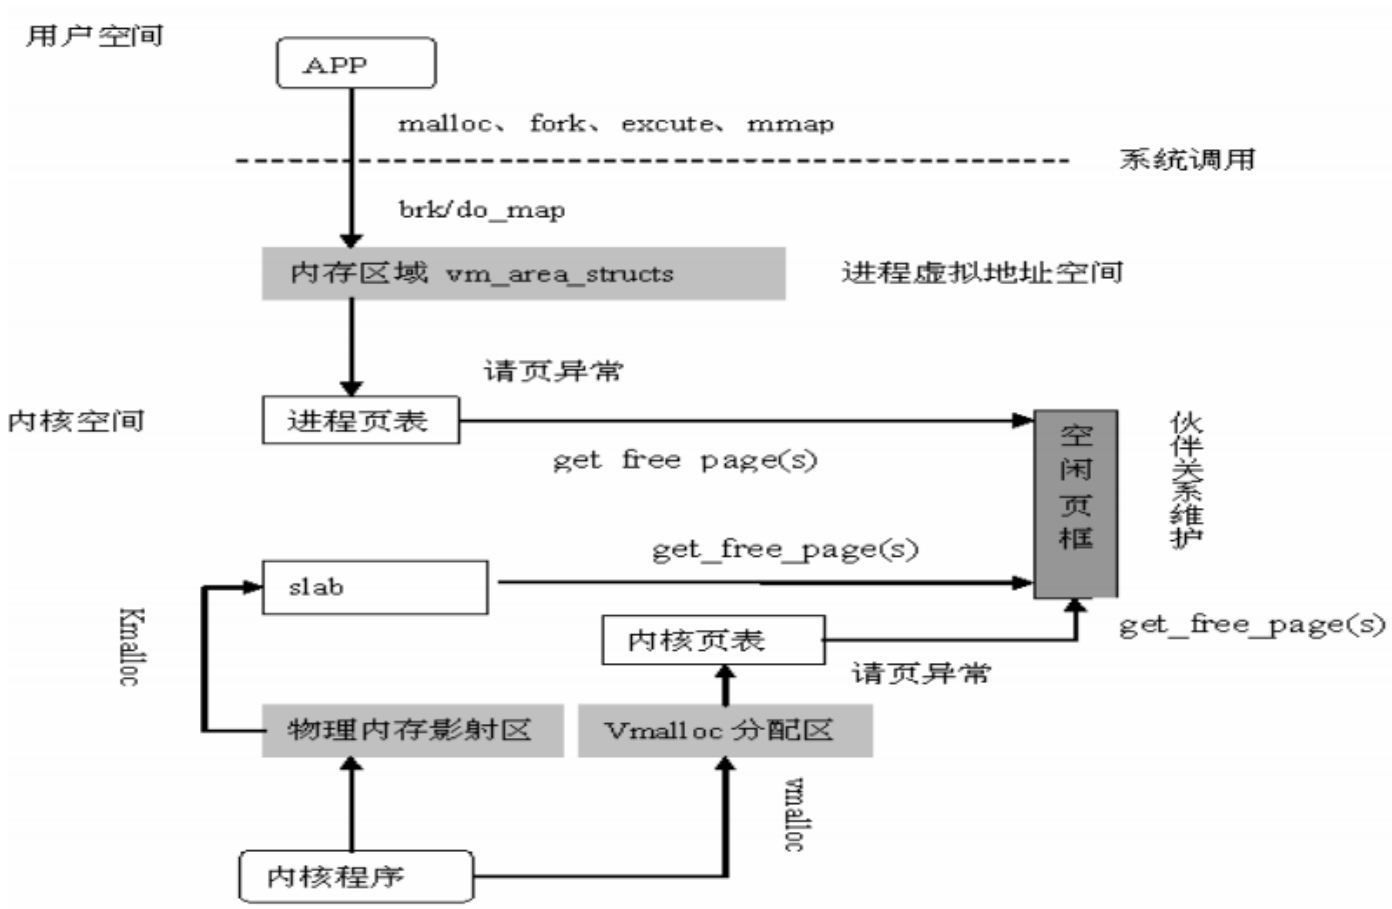 用户空间
APP
malloc、fork、excute、mmap
系统调用
brk/do_map
内存区域 vm_area_structs
进程虚拟地址空间
请页异常
内核空间
进程页表
get free page(s)
空闲页框
伙伴关系维护
get_free_page(s)
slab
Kmalloc
内核页表
get_free_page(s)
请页异常
物理内存影射区
Vmalloc 分配区
vmalloc
内核程序